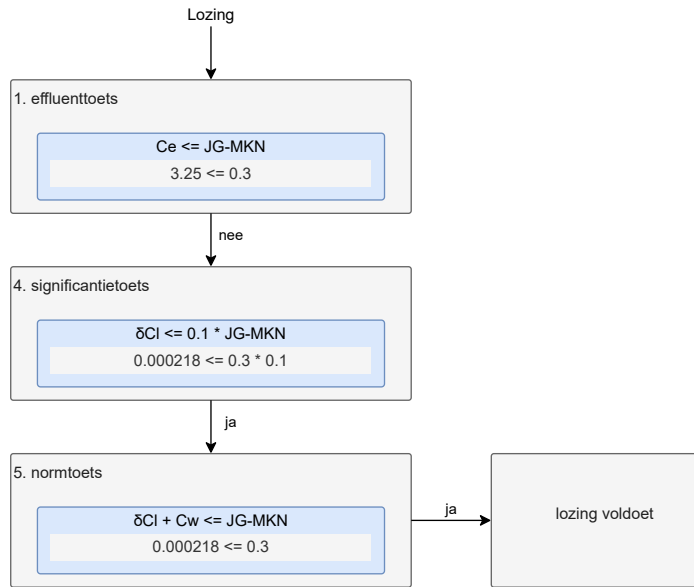 Lozing
1. effluenttoets
Ce <= JG-MKN
3.25 <= 0.3
nee
4. significantietoets
δCl <= 0.1 * JG-MKN
0.000218 <= 0.3 * 0.1
ja
5. normtoets
δCl + Cw <= JG-MKN
0.000218 <= 0.3
ja
lozing voldoet